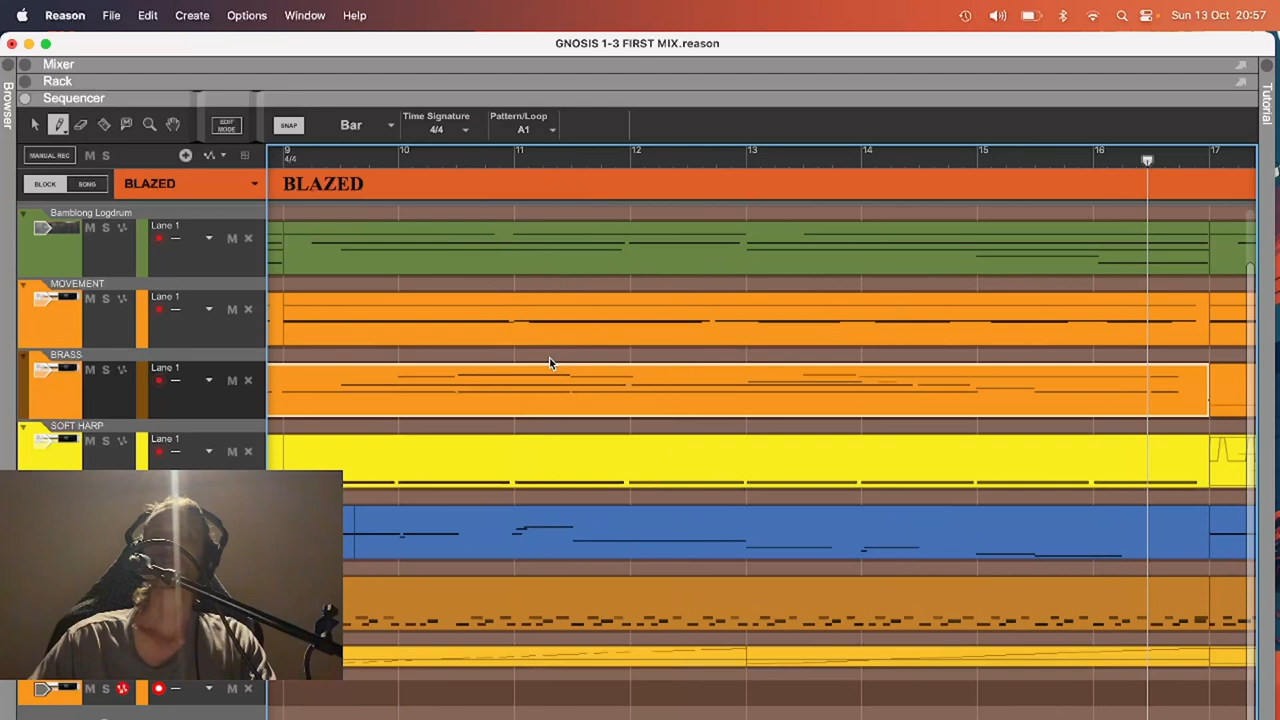 Reason File Edit Create Options Window Help Sun 13 Oct 20:57
GNOSIS 1-3 FIRST MIX.reason
Mixer
Rack
Sequencer
Browser
Tutorial
EDIT MODE SNAP Bar Time Signature 4/4 Pattern/Loop A1
MANUAL REC M S 9 10 11 12 13 14 15 16 17
4/4
BLOCK SONG BLAZED BLAZED
Bamblong Logdrum
M S Lane 1 M
MOVEMENT
M S Lane 1 M
BRASS
M S Lane 1 M
SOFT HARP
M S Lane 1 M
M S M